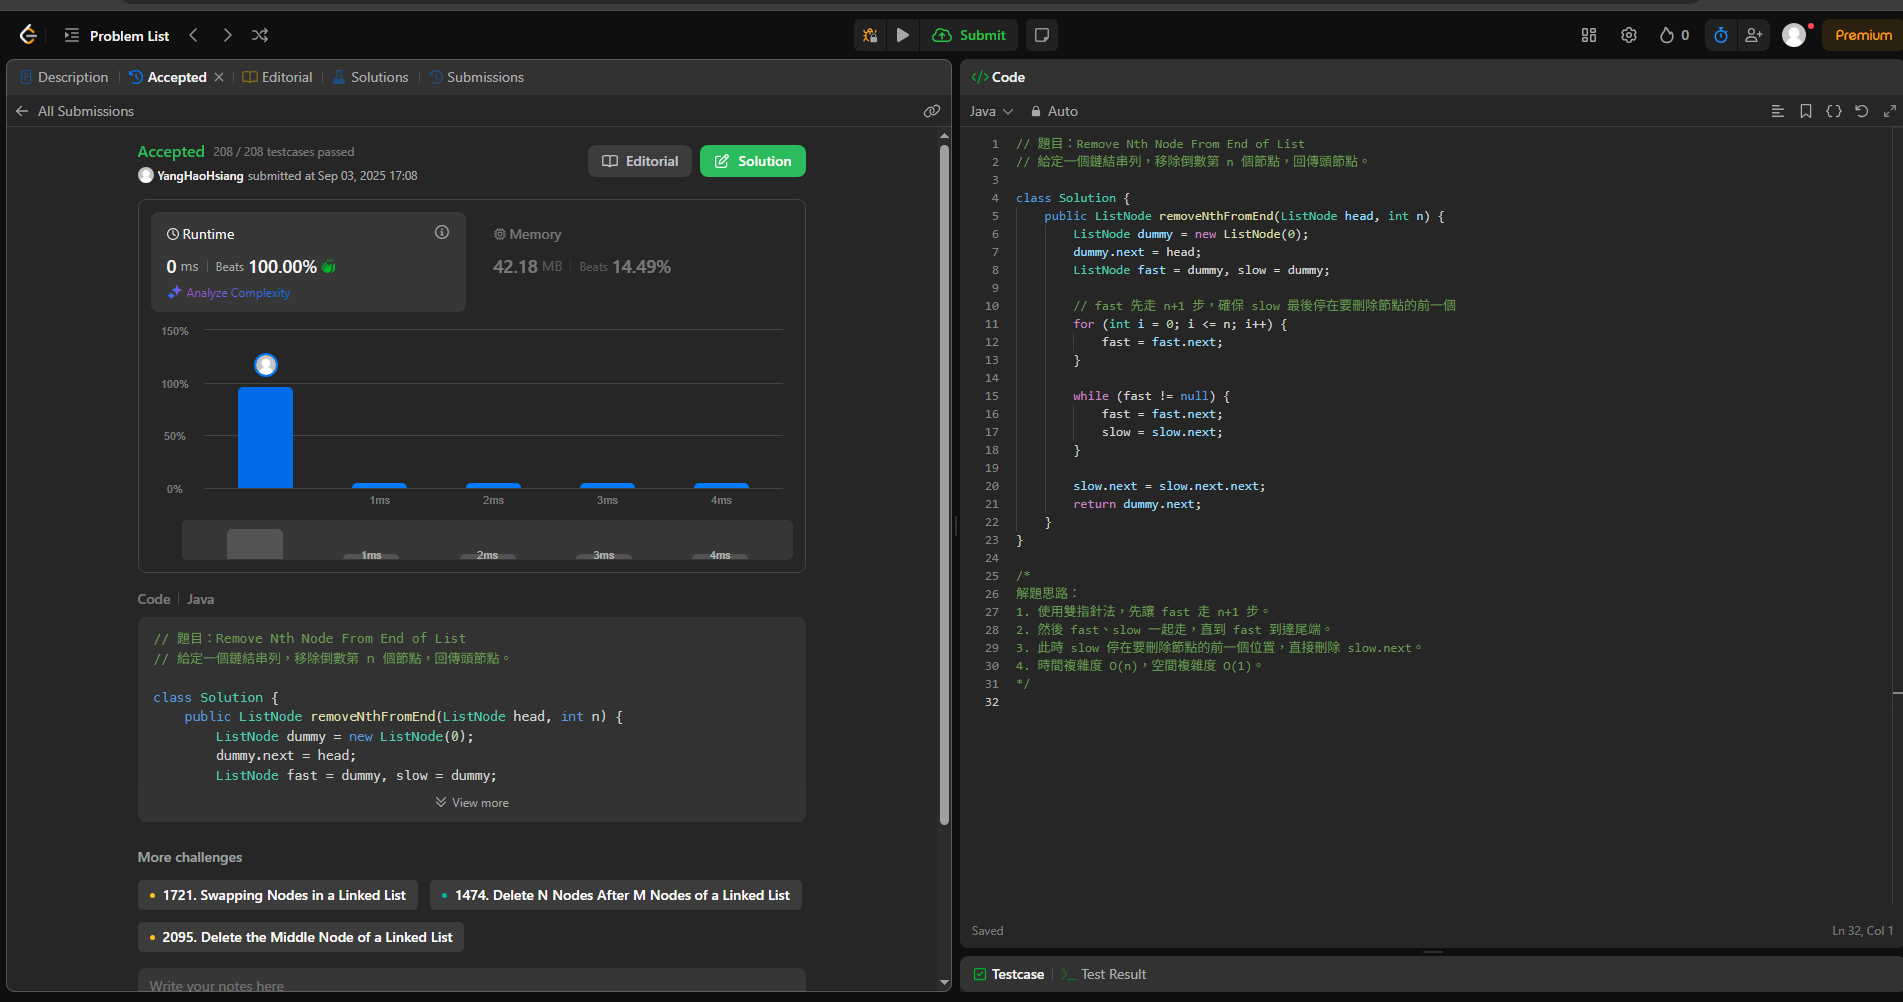 Problem List
Submit
0
Premium
Description
Accepted
Editorial
Solutions
Submissions
All Submissions
Accepted 208 / 208 testcases passed
YangHaoHsiang submitted at Sep 03, 2025 17:08
Editorial
Solution
Runtime
0 ms | Beats 100.00%
Analyze Complexity
Memory
42.18 MB | Beats 14.49%
150%
100%
50%
0%
1ms 2ms 3ms 4ms
1ms 2ms 3ms 4ms
Code | Java
// 題目：Remove Nth Node From End of List
// 給定一個鏈結串列，移除倒數第 n 個節點，回傳頭節點。
class Solution {
public ListNode removeNthFromEnd(ListNode head, int n) {
ListNode dummy = new ListNode(0);
dummy.next = head;
ListNode fast = dummy, slow = dummy;
View more
More challenges
1721. Swapping Nodes in a Linked List
1474. Delete N Nodes After M Nodes of a Linked List
2095. Delete the Middle Node of a Linked List
Write your notes here
</> Code
Java
Auto
1 // 題目：Remove Nth Node From End of List
2 // 給定一個鏈結串列，移除倒數第 n 個節點，回傳頭節點。
3
4 class Solution {
5 public ListNode removeNthFromEnd(ListNode head, int n) {
6 ListNode dummy = new ListNode(0);
7 dummy.next = head;
8 ListNode fast = dummy, slow = dummy;
9
10 // fast 先走 n+1 步，確保 slow 最後停在要刪除節點的前一個
11 for (int i = 0; i <= n; i++) {
12 fast = fast.next;
13 }
14
15 while (fast != null) {
16 fast = fast.next;
17 slow = slow.next;
18 }
19
20 slow.next = slow.next.next;
21 return dummy.next;
22 }
23 }
24
25 /*
26 解題思路：
27 1. 使用雙指針法，先讓 fast 走 n+1 步。
28 2. 然後 fast、slow 一起走，直到 fast 到達尾端。
29 3. 此時 slow 停在要刪除節點的前一個位置，直接刪除 slow.next。
30 4. 時間複雜度 O(n)，空間複雜度 O(1)。
31 */
32
Saved
Ln 32, Col 1
Testcase
Test Result